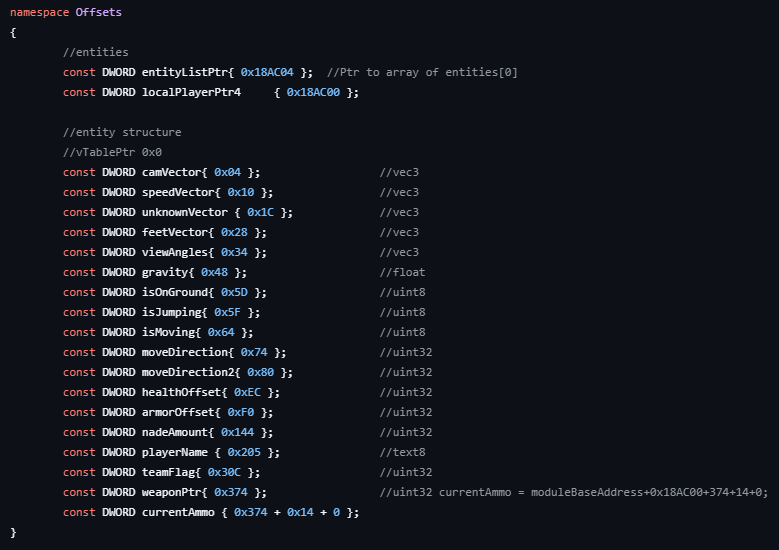 namespace Offsets
{
//entities
const DWORD entityListPtr{ 0x18AC04 };  //Ptr to array of entities[0]
const DWORD localPlayerPtr4     { 0x18AC00 };
//entity structure
//vTablePtr 0x0
const DWORD camVector{ 0x04 };                  //vec3
const DWORD speedVector{ 0x10 };                //vec3
const DWORD unknownVector { 0x1C };             //vec3
const DWORD feetVector{ 0x28 };                 //vec3
const DWORD viewAngles{ 0x34 };                 //vec3
const DWORD gravity{ 0x48 };                    //float
const DWORD isOnGround{ 0x5D };                 //uint8
const DWORD isJumping{ 0x5F };                  //uint8
const DWORD isMoving{ 0x64 };                   //uint8
const DWORD moveDirection{ 0x74 };              //uint32
const DWORD moveDirection2{ 0x80 };             //uint32
const DWORD healthOffset{ 0xEC };               //uint32
const DWORD armorOffset{ 0xF0 };                //uint32
const DWORD nadeAmount{ 0x144 };                //uint32
const DWORD playerName { 0x205 };               //text8
const DWORD teamFlag{ 0x30C };                  //uint32
const DWORD weaponPtr{ 0x374 };                 //uint32 currentAmmo = moduleBaseAddress+0x18AC00+374+14+0;
const DWORD currentAmmo { 0x374 + 0x14 + 0 };
}